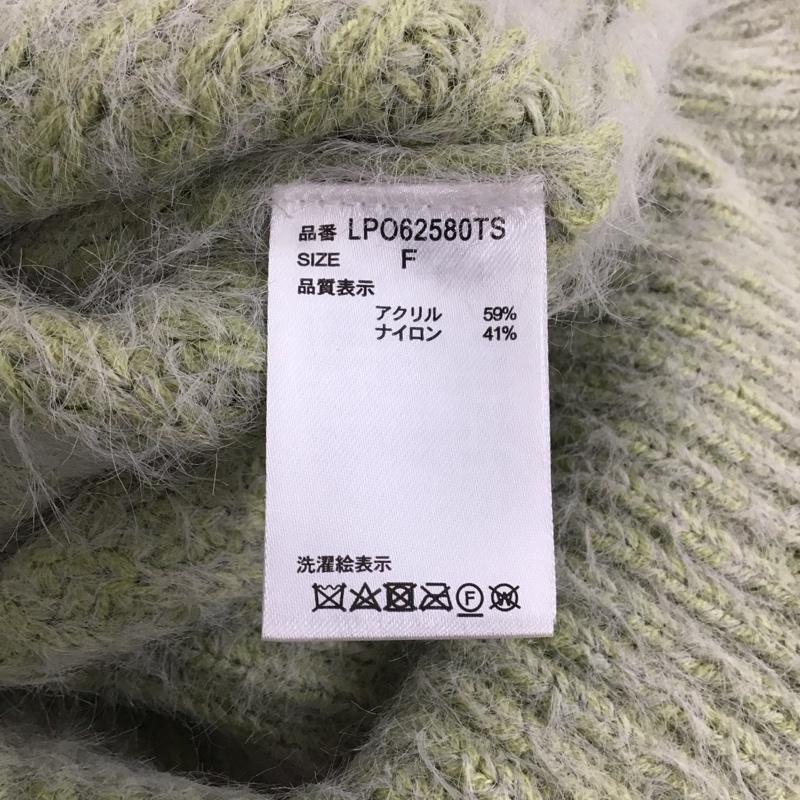 品番 LPO62580TS
SIZE F
品質表示
アクリル 59%
ナイロン 41%
洗濯絵表示
F W